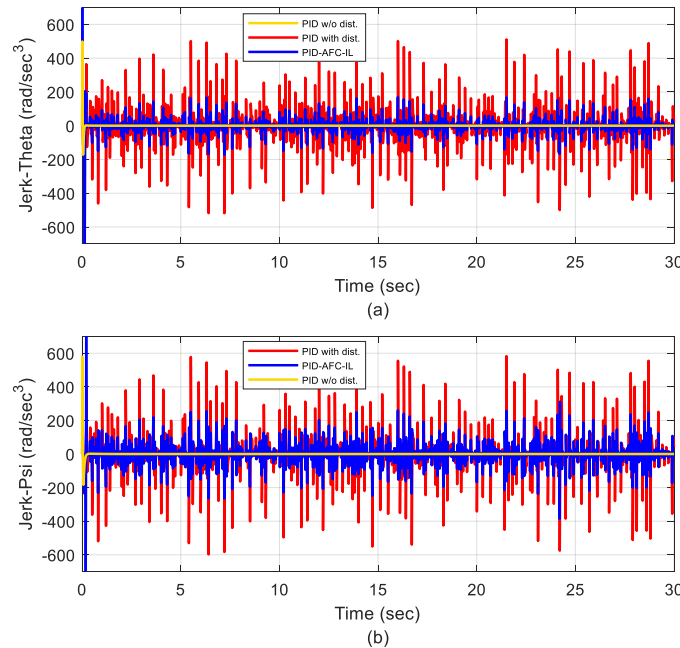 PID w/o dist.
PID with dist.
PID-AFC-IL
600
400
200
0
-200
-400
-600
Jerk-Theta (rad/sec³)
0 5 10 15 20 25 30
Time (sec)
(a)
PID with dist.
PID-AFC-IL
PID w/o dist.
600
400
200
0
-200
-400
-600
Jerk-Psi (rad/sec³)
0 5 10 15 20 25 30
Time (sec)
(b)